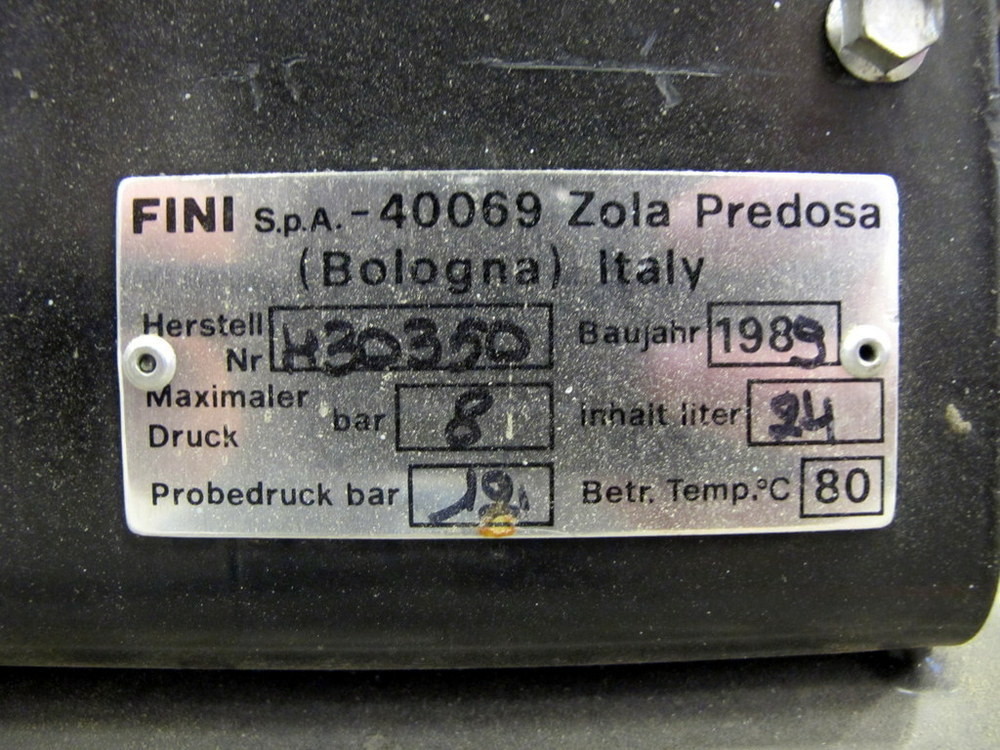 FINI S.p.A. - 40069 Zola Predosa
(Bologna) Italy
Herstell Nr H30350 Baujahr 1989
Maximaler Druck bar 8 inhalt liter 24
Probedruck bar Betr. Temp. °C 80